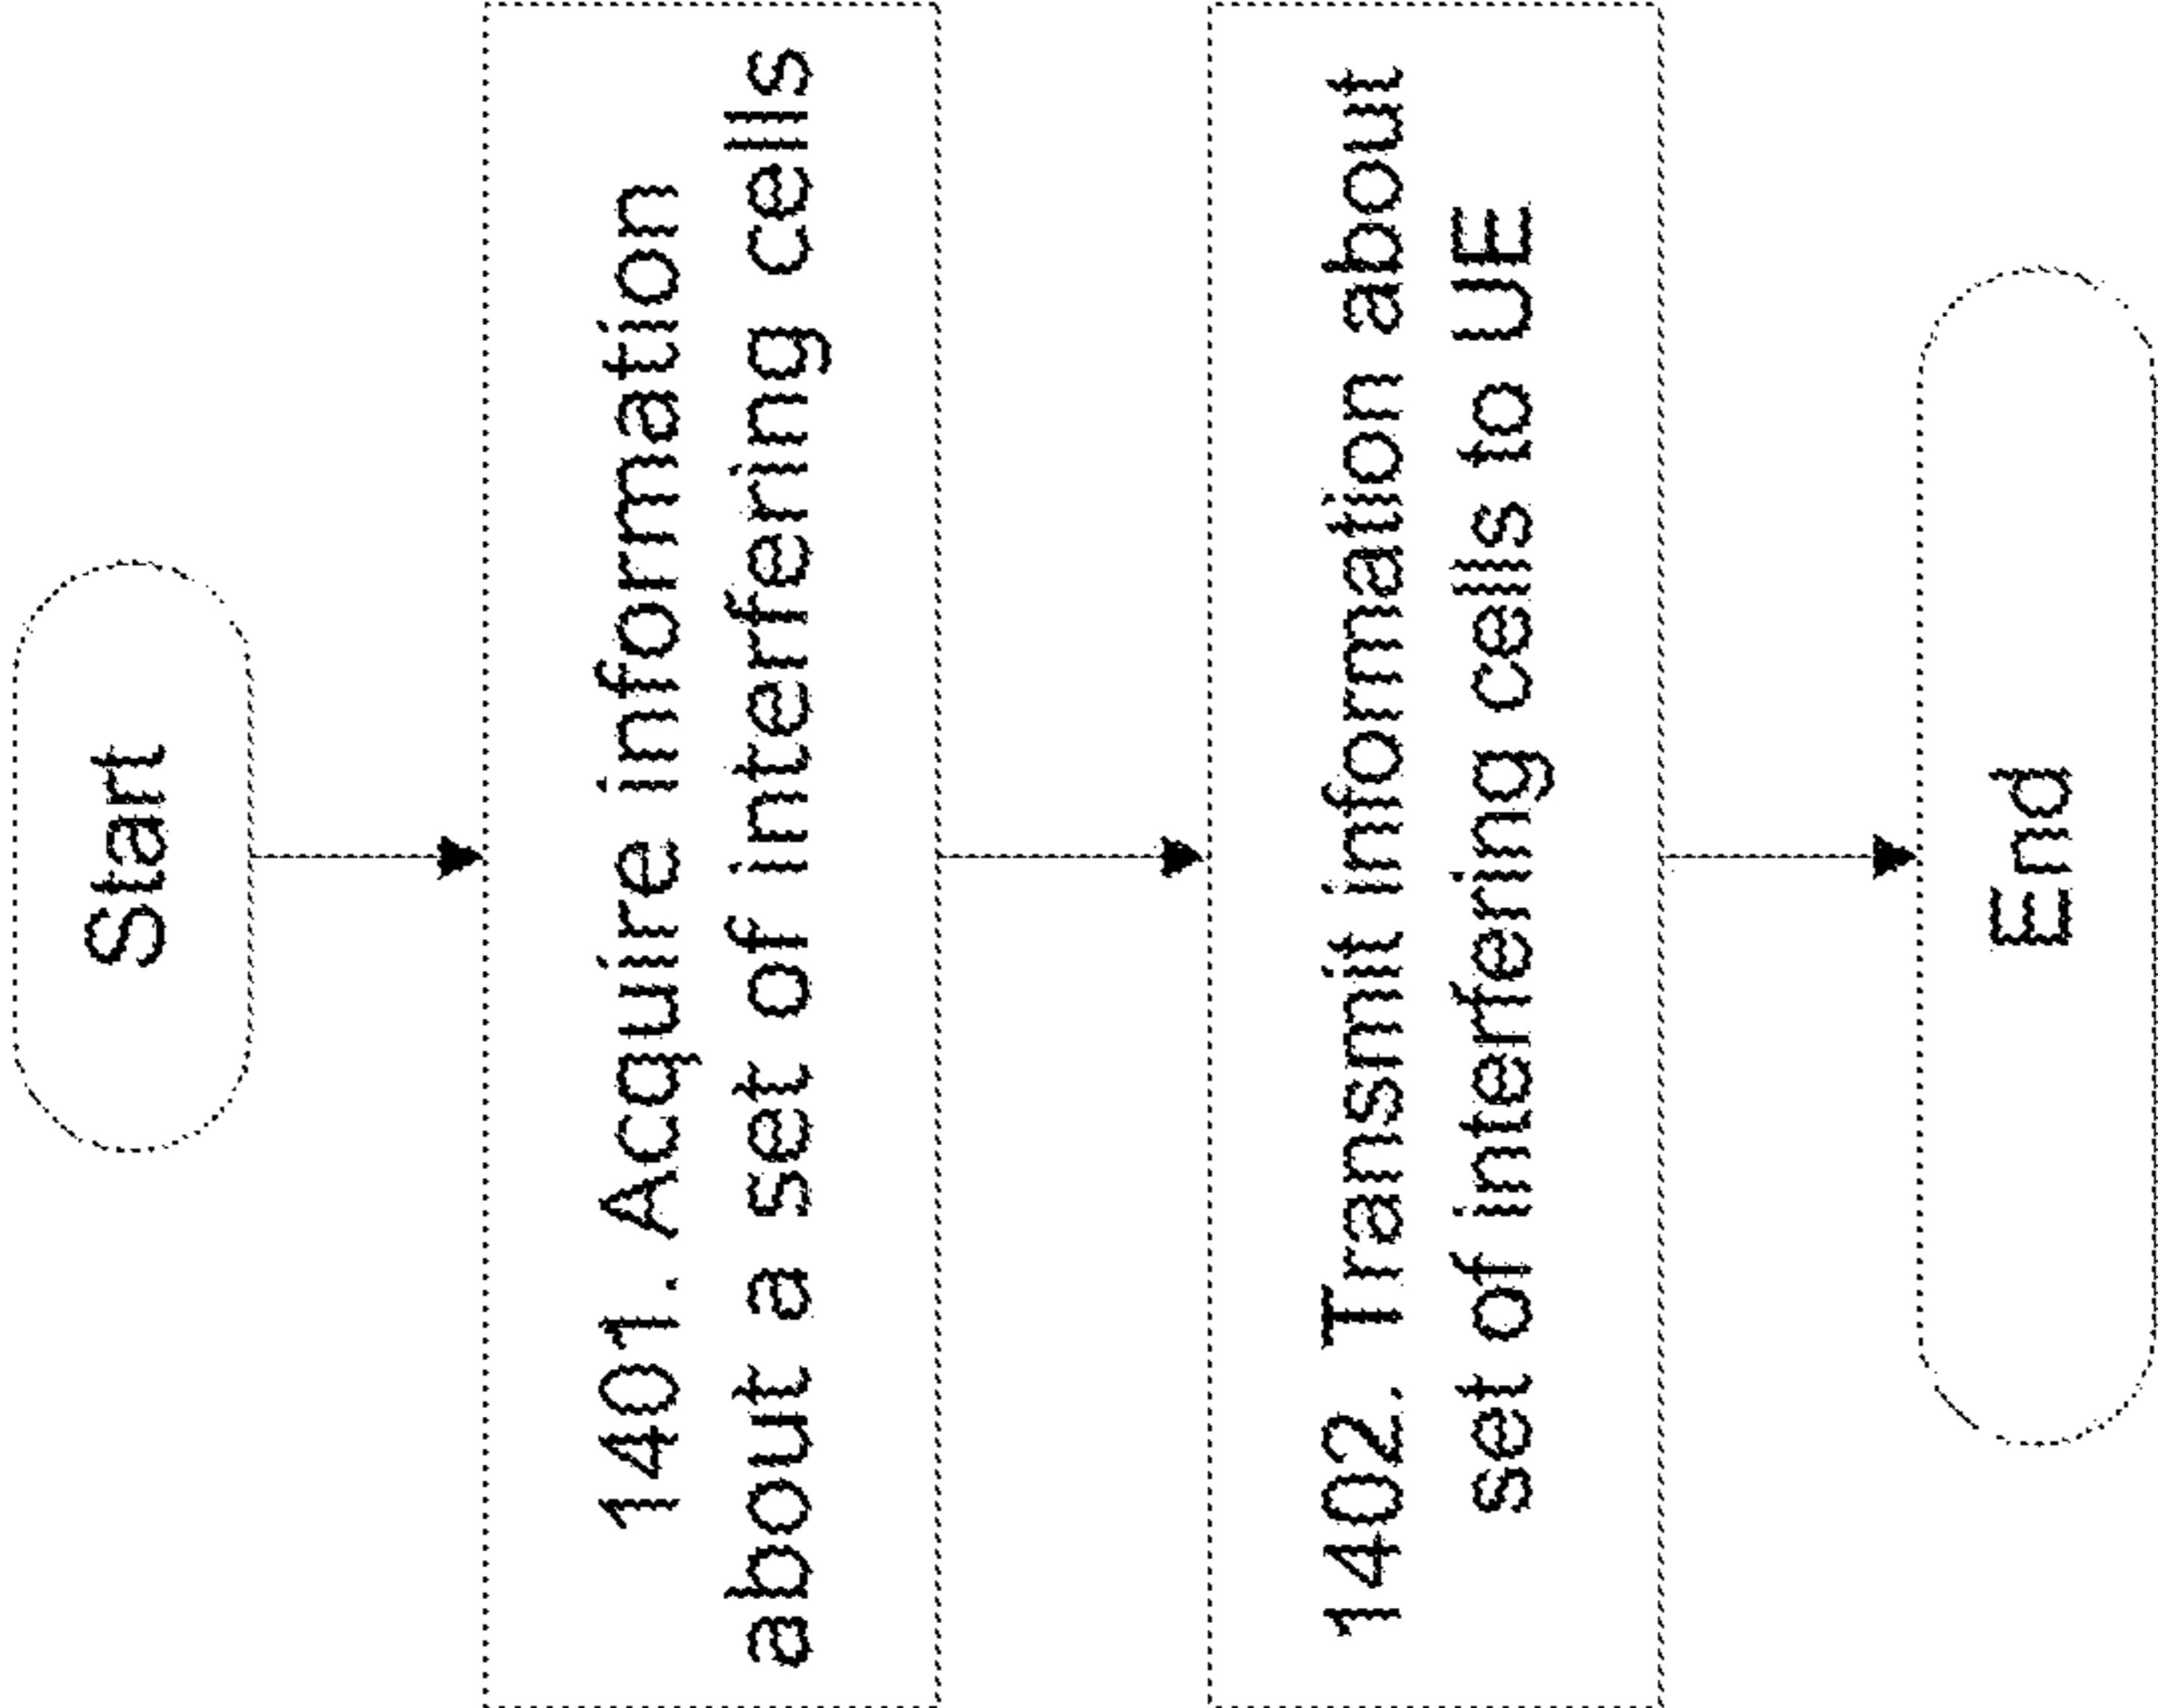 Start
1401. Acquire information
about a set of interfering cells
1402. Transmit information about
set of interfering cells to UE
End